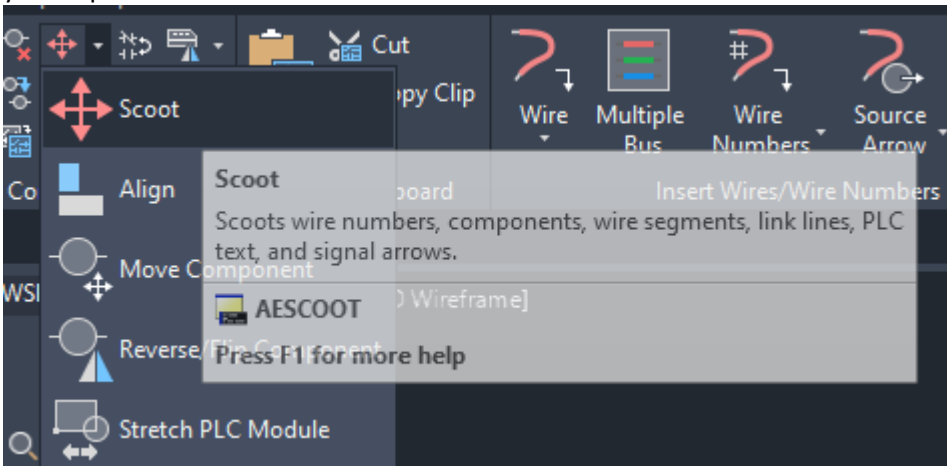 Cut
opy Clip
Scoot
Wire
Multiple
Bus
Wire
Numbers
Source
Arrow
Co
Align
board
Insert Wires/Wire Numbers
Scoot
Scoots wire numbers, components, wire segments, link lines, PLC
text, and signal arrows.
Move Component
WSI
D Wireframe]
AESCOOT
Reverse/Flip Component
Press F1 for more help
Stretch PLC Module